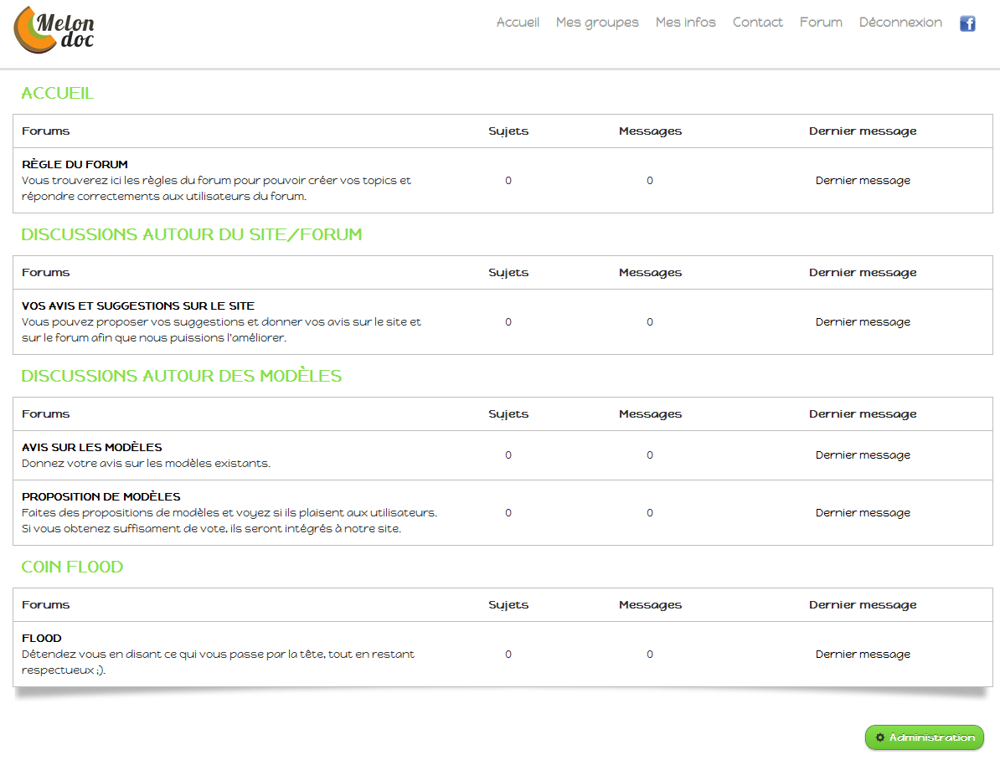 Melon
doc
Accueil Mes groupes Mes infos Contact Forum Déconnexion f
ACCUEIL
Forums Sujets Messages Dernier message
RÈGLE DU FORUM
Vous trouverez ici les règles du forum pour pouvoir créer vos topics et
répondre correctements aux utilisateurs du forum.
0 0 Dernier message
DISCUSSIONS AUTOUR DU SITE/FORUM
Forums Sujets Messages Dernier message
VOS AVIS ET SUGGESTIONS SUR LE SITE
Vous pouvez proposer vos suggestions et donner vos avis sur le site et
sur le forum afin que nous puissions l'améliorer.
0 0 Dernier message
DISCUSSIONS AUTOUR DES MODÈLES
Forums Sujets Messages Dernier message
AVIS SUR LES MODÈLES
Donnez votre avis sur les modèles existants.
0 0 Dernier message
PROPOSITION DE MODÈLES
Faites des propositions de modèles et voyez si ils plaisent aux utilisateurs.
Si vous obtenez suffisament de vote, ils seront intégrés à notre site.
0 0 Dernier message
COIN FLOOD
Forums Sujets Messages Dernier message
FLOOD
Détendez vous en disant ce qui vous passe par la tête, tout en restant
respectueux ;).
0 0 Dernier message
Administration